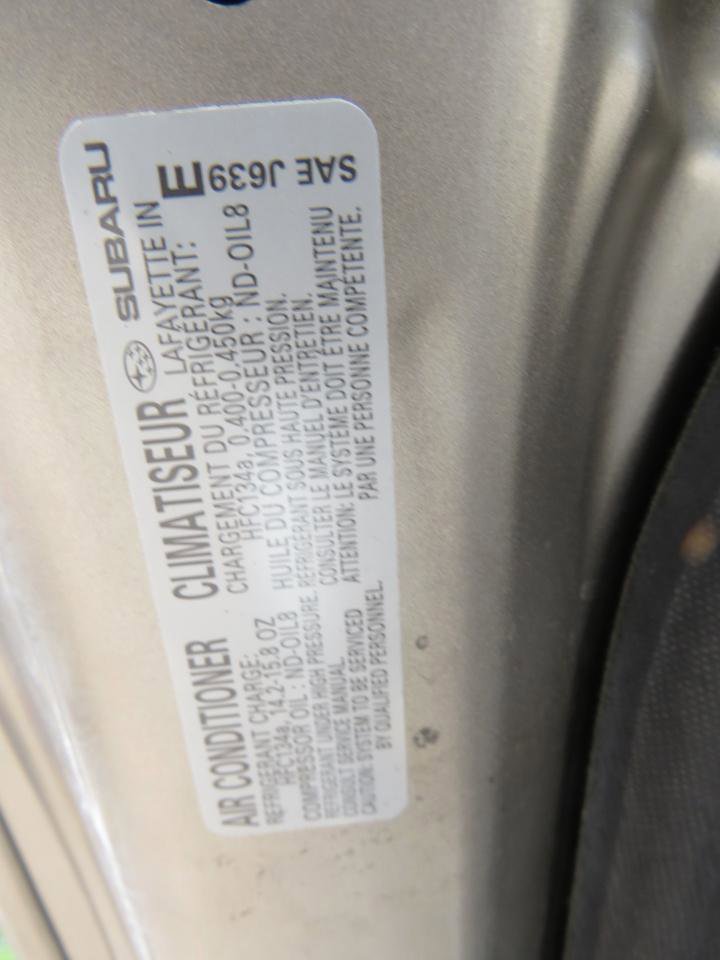 AIR CONDITIONER
REFRIGERANT CHARGE:
HFC134a, 14.2-15.8 OZ
COMPRESSOR OIL : ND-OIL8
REFRIGERANT UNDER HIGH PRESSURE.
CONSULT SERVICE MANUAL.
CAUTION: SYSTEM TO BE SERVICED
BY QUALIFIED PERSONNEL.
CLIMATISEUR
CHARGEMENT DU RÉFRIGÉRANT:
HFC134a, 0.400-0.450kg
HUILE DU COMPRESSEUR : ND-OIL8
RÉFRIGÉRANT SOUS HAUTE PRESSION.
CONSULTER LE MANUEL D'ENTRETIEN.
ATTENTION: LE SYSTÈME DOIT ÊTRE MAINTENU
PAR UNE PERSONNE COMPÉTENTE.
SUBARU
LAFAYETTE IN
E
SAE J639